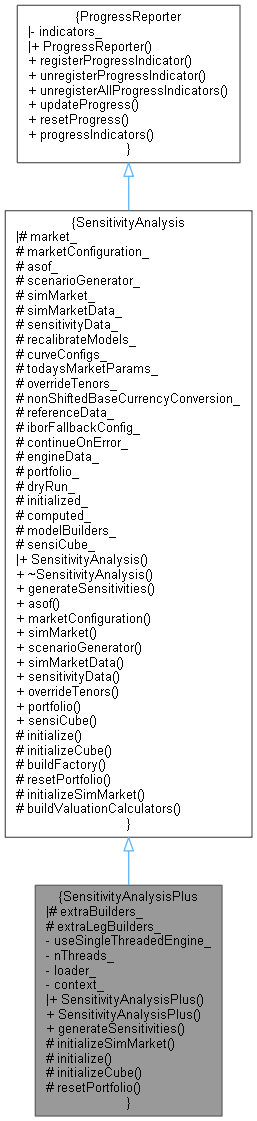 {ProgressReporter
|- indicators_
|+ ProgressReporter()
+ registerProgressIndicator()
+ unregisterProgressIndicator()
+ unregisterAllProgressIndicators()
+ updateProgress()
+ resetProgress()
+ progressIndicators()
}
{SensitivityAnalysis
|# market_
# marketConfiguration_
# asof_
# scenarioGenerator_
# simMarket_
# simMarketData_
# sensitivityData_
# recalibrateModels_
# curveConfigs_
# todaysMarketParams_
# overrideTenors_
# nonShiftedBaseCurrencyConversion_
# referenceData_
# iborFallbackConfig_
# continueOnError_
# engineData_
# portfolio_
# dryRun_
# initialized_
# computed_
# modelBuilders_
# sensiCube_
|+ SensitivityAnalysis()
+ ~SensitivityAnalysis()
+ generateSensitivities()
+ asof()
+ marketConfiguration()
+ simMarket()
+ scenarioGenerator()
+ simMarketData()
+ sensitivityData()
+ overrideTenors()
+ portfolio()
+ sensiCube()
# initialize()
# initializeCube()
# buildFactory()
# resetPortfolio()
# initializeSimMarket()
# buildValuationCalculators()
}
{SensitivityAnalysisPlus
|# extraBuilders_
# extraLegBuilders_
- useSingleThreadedEngine_
- nThreads_
- loader_
- context_
|+ SensitivityAnalysisPlus()
+ SensitivityAnalysisPlus()
+ generateSensitivities()
# initializeSimMarket()
# initialize()
# initializeCube()
# resetPortfolio()
}